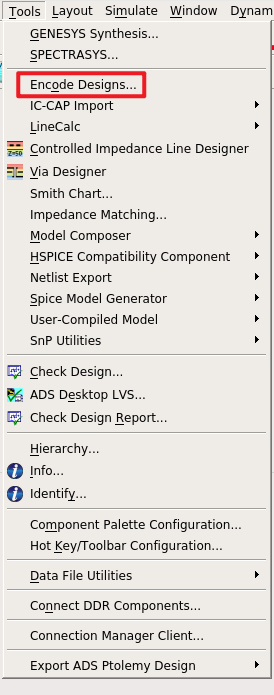 Tools Layout Simulate Window Dynam
GENESYS Synthesis...
SPECTRASYS...
Encode Designs...
IC-CAP Import
LineCalc
Controlled Impedance Line Designer
Via Designer
Smith Chart...
Impedance Matching...
Model Composer
HSPICE Compatibility Component
Netlist Export
Spice Model Generator
User-Compiled Model
SnP Utilities
Check Design...
ADS Desktop LVS...
Check Design Report...
Hierarchy...
Info...
Identify...
Component Palette Configuration...
Hot Key/Toolbar Configuration...
Data File Utilities
Connect DDR Components...
Connection Manager Client...
Export ADS Ptolemy Design